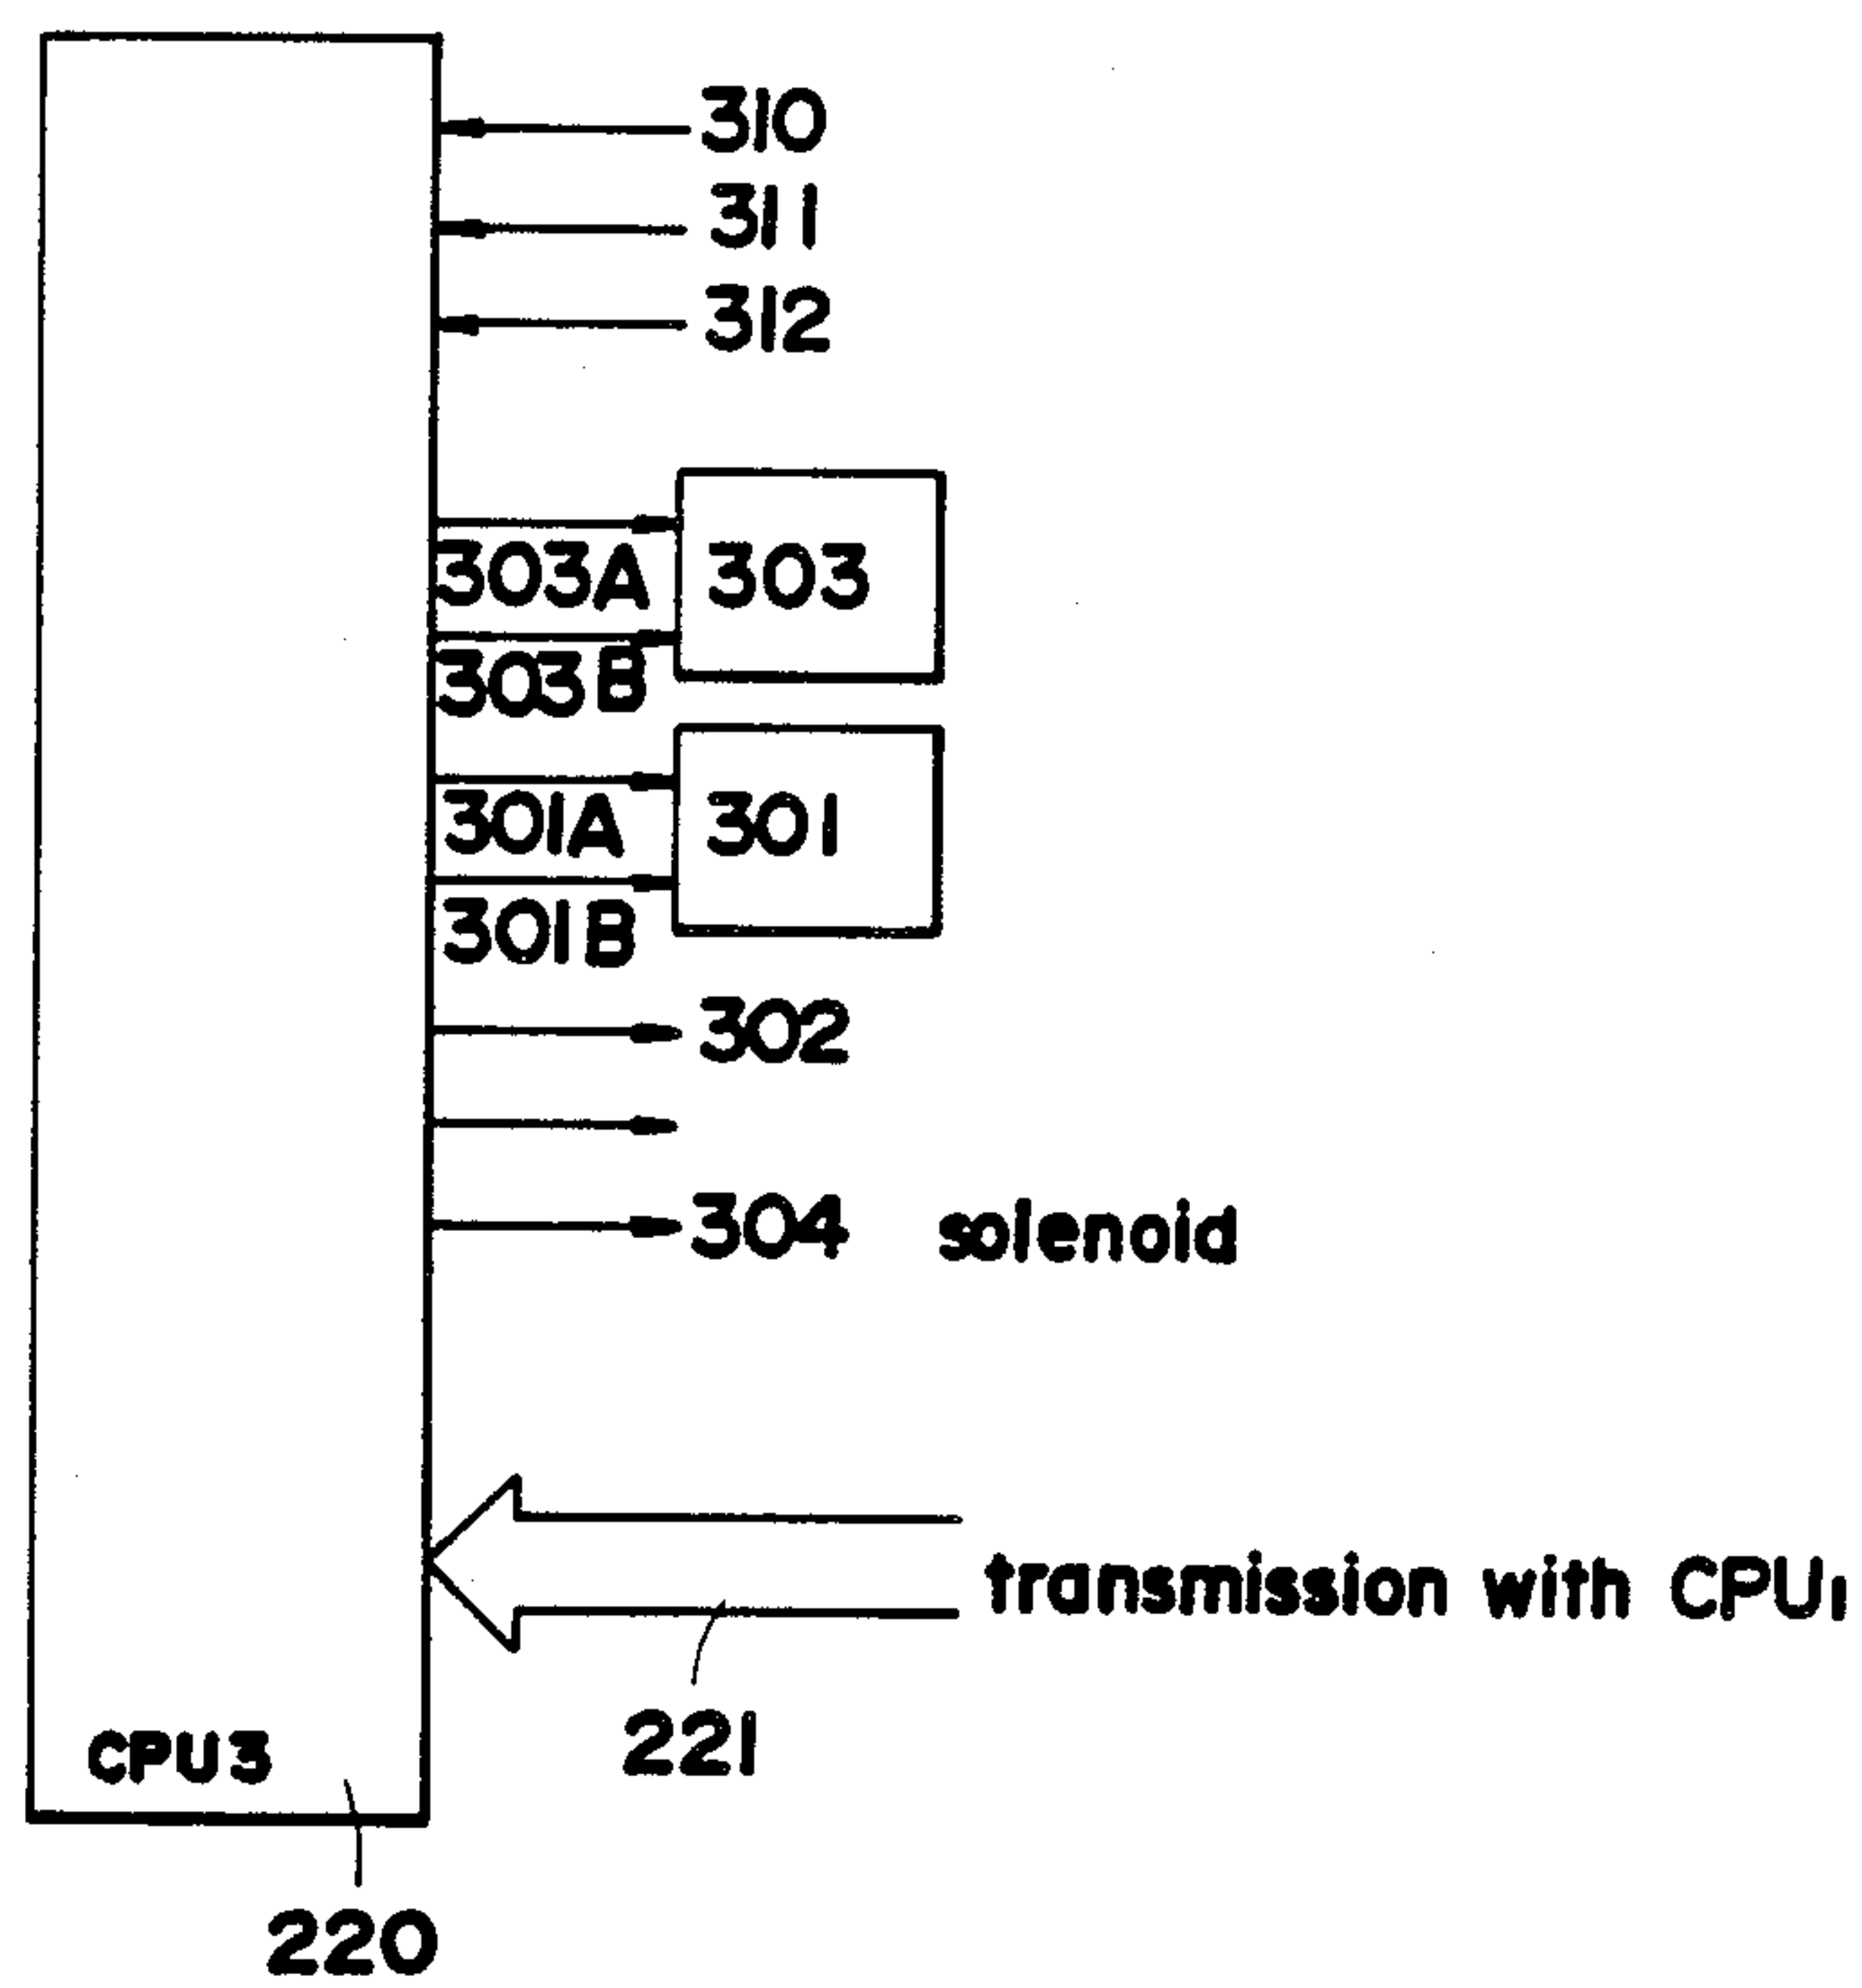 310
311
312
303A
303
303B
301A
301
301B
302
304 solenoid
transmission with CPU1
221
CPU3
220